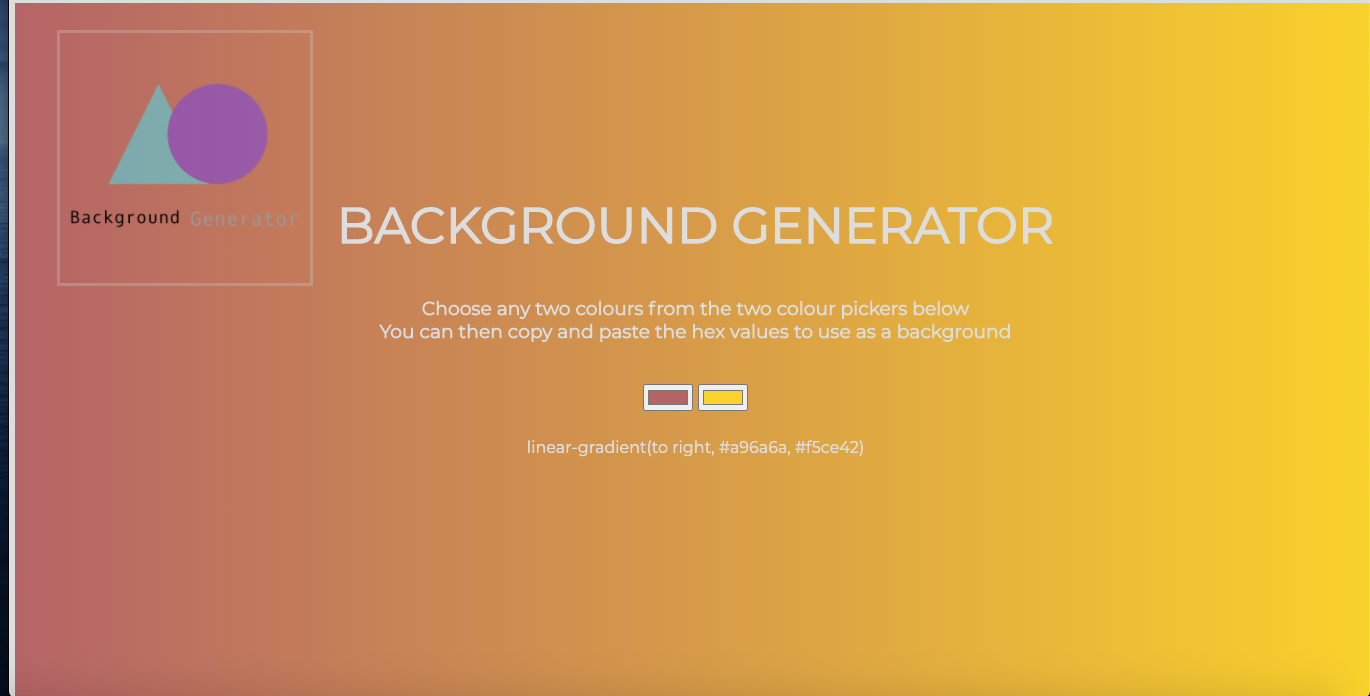 Background Generator
BACKGROUND GENERATOR
Choose any two colours from the two colour pickers below
You can then copy and paste the hex values to use as a background
linear-gradient(to right, #a96a6a, #f5ce42)